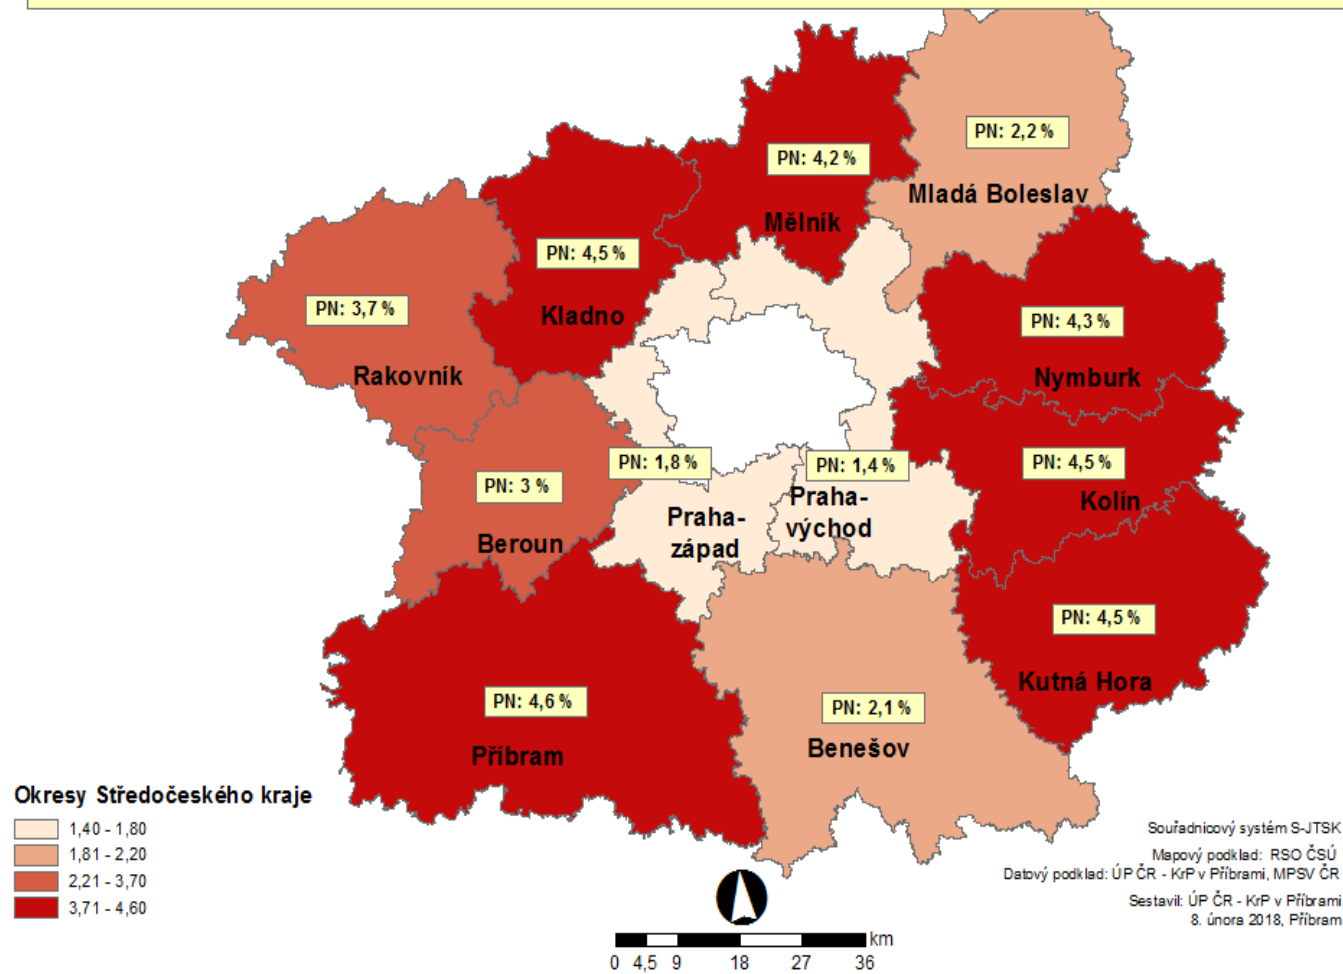 PN: 2,2 %
Mladá Boleslav
PN: 4,2 %
Mělník
PN: 4,5 %
Kladno
PN: 3,7 %
Rakovník
PN: 4,3 %
Nymburk
PN: 4,5 %
Kolín
PN: 1,8 %
Praha-
západ
PN: 1,4 %
Praha-
východ
PN: 3 %
Beroun
PN: 4,5 %
Kutná Hora
PN: 4,6 %
Příbram
PN: 2,1 %
Benešov
Okresy Středočeského kraje
1,40 - 1,80
1,81 - 2,20
2,21 - 3,70
3,71 - 4,60
km
0 4,5 9 18 27 36
Souřadnicový systém S-JTSK
Mapový podklad: RSO ČSÚ
Datový podklad: ÚP ČR - KrP v Příbrami, MPSV ČR
Sestavil: ÚP ČR - KrP v Příbrami
8. února 2018, Příbram